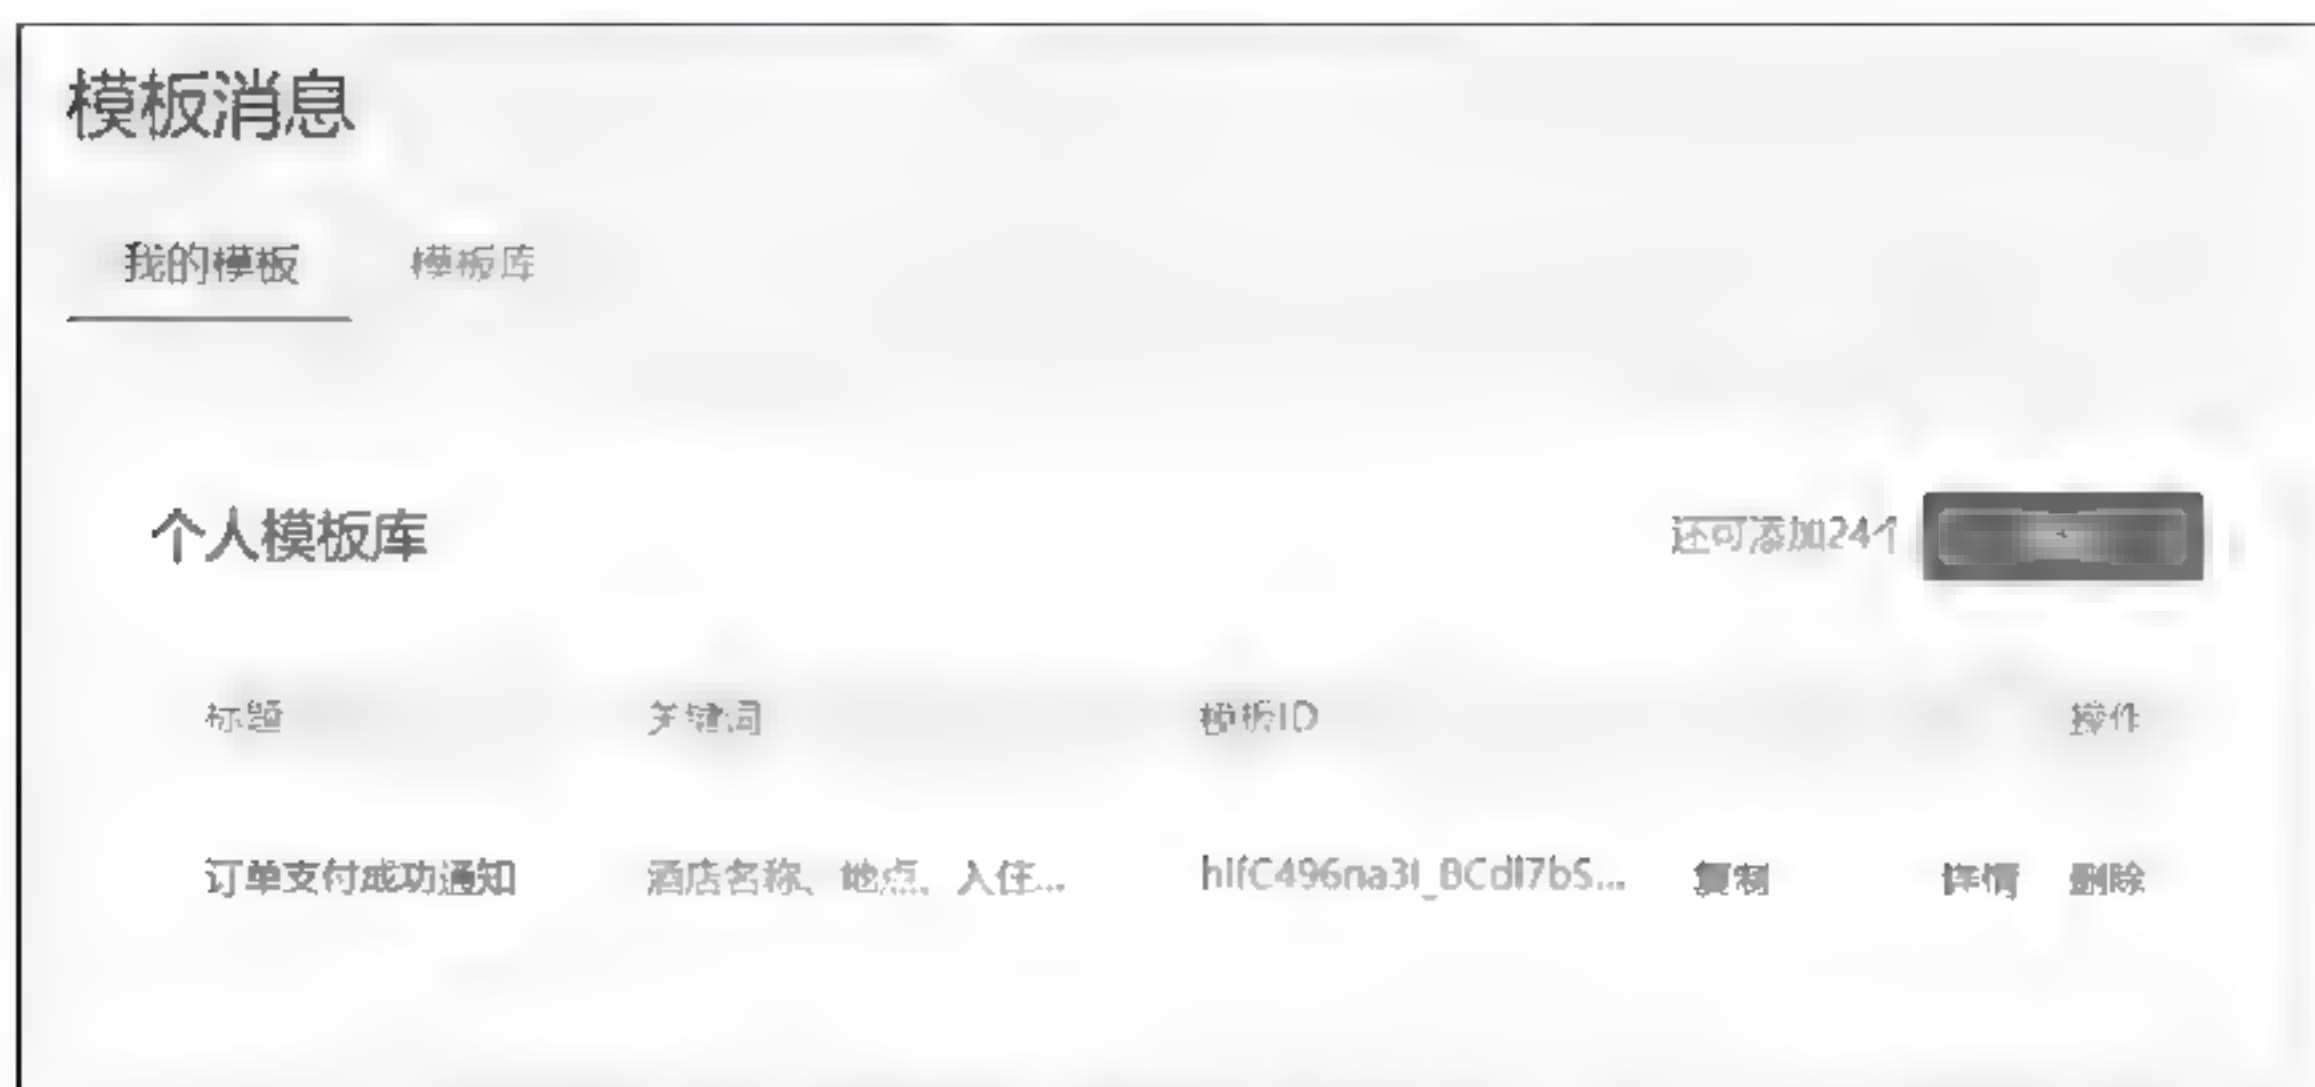 模板消息
我的模板 模板库
个人模板库 还可添加24个
标题 关键词 模板ID 操作
订单支付成功通知 酒店名称、地点、入住... hIfC496na3I_BCdI7bS... 复制 详情 删除